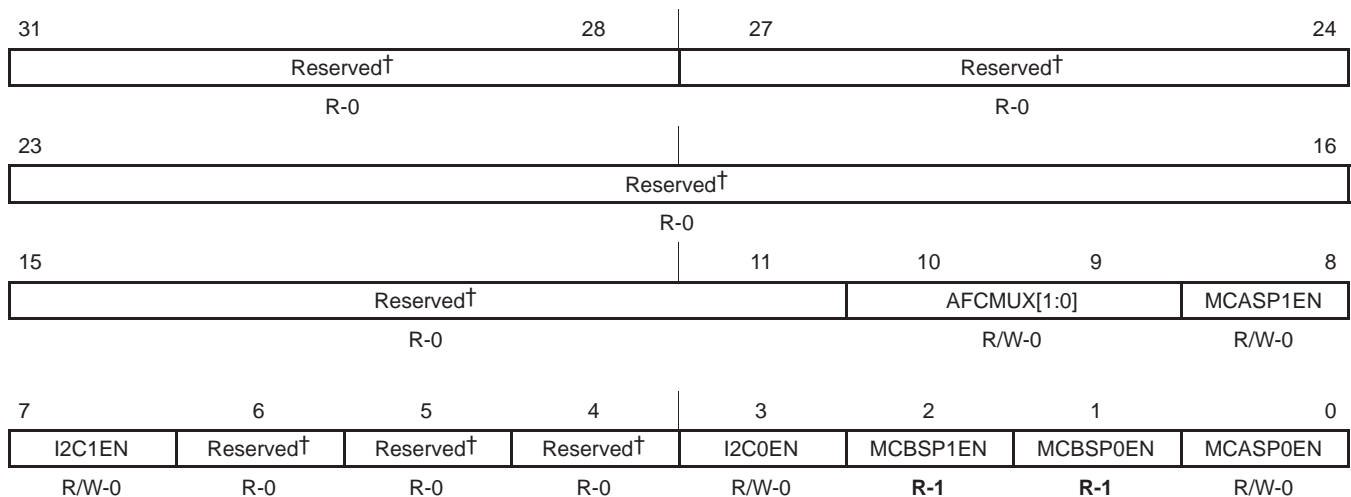 31 28 27 24
Reserved† Reserved†
R-0 R-0
23 16
Reserved†
R-0
15 11 10 9 8
Reserved† AFCMUX[1:0] MCASP1EN
R-0 R/W-0 R/W-0
7 6 5 4 3 2 1 0
I2C1EN Reserved† Reserved† Reserved† I2C0EN MCBSP1EN MCBSP0EN MCASP0EN
R/W-0 R-0 R-0 R-0 R/W-0 R-1 R-1 R/W-0